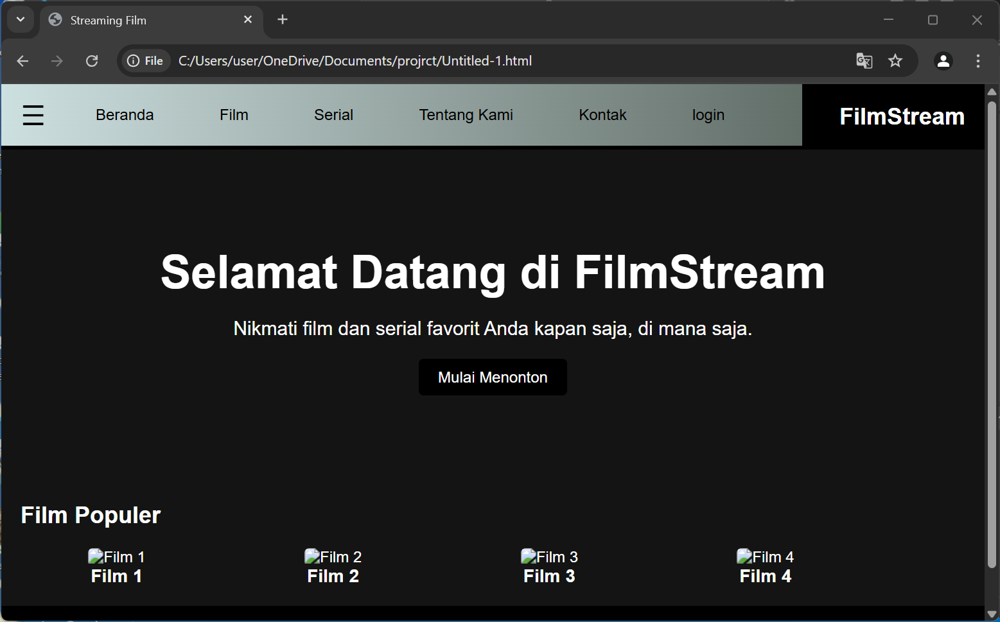 Streaming Film
File C:/Users/user/OneDrive/Documents/projrct/Untitled-1.html
Beranda Film Serial Tentang Kami Kontak login FilmStream
Selamat Datang di FilmStream
Nikmati film dan serial favorit Anda kapan saja, di mana saja.
Mulai Menonton
Film Populer
Film 1 Film 2 Film 3 Film 4
Film 1 Film 2 Film 3 Film 4